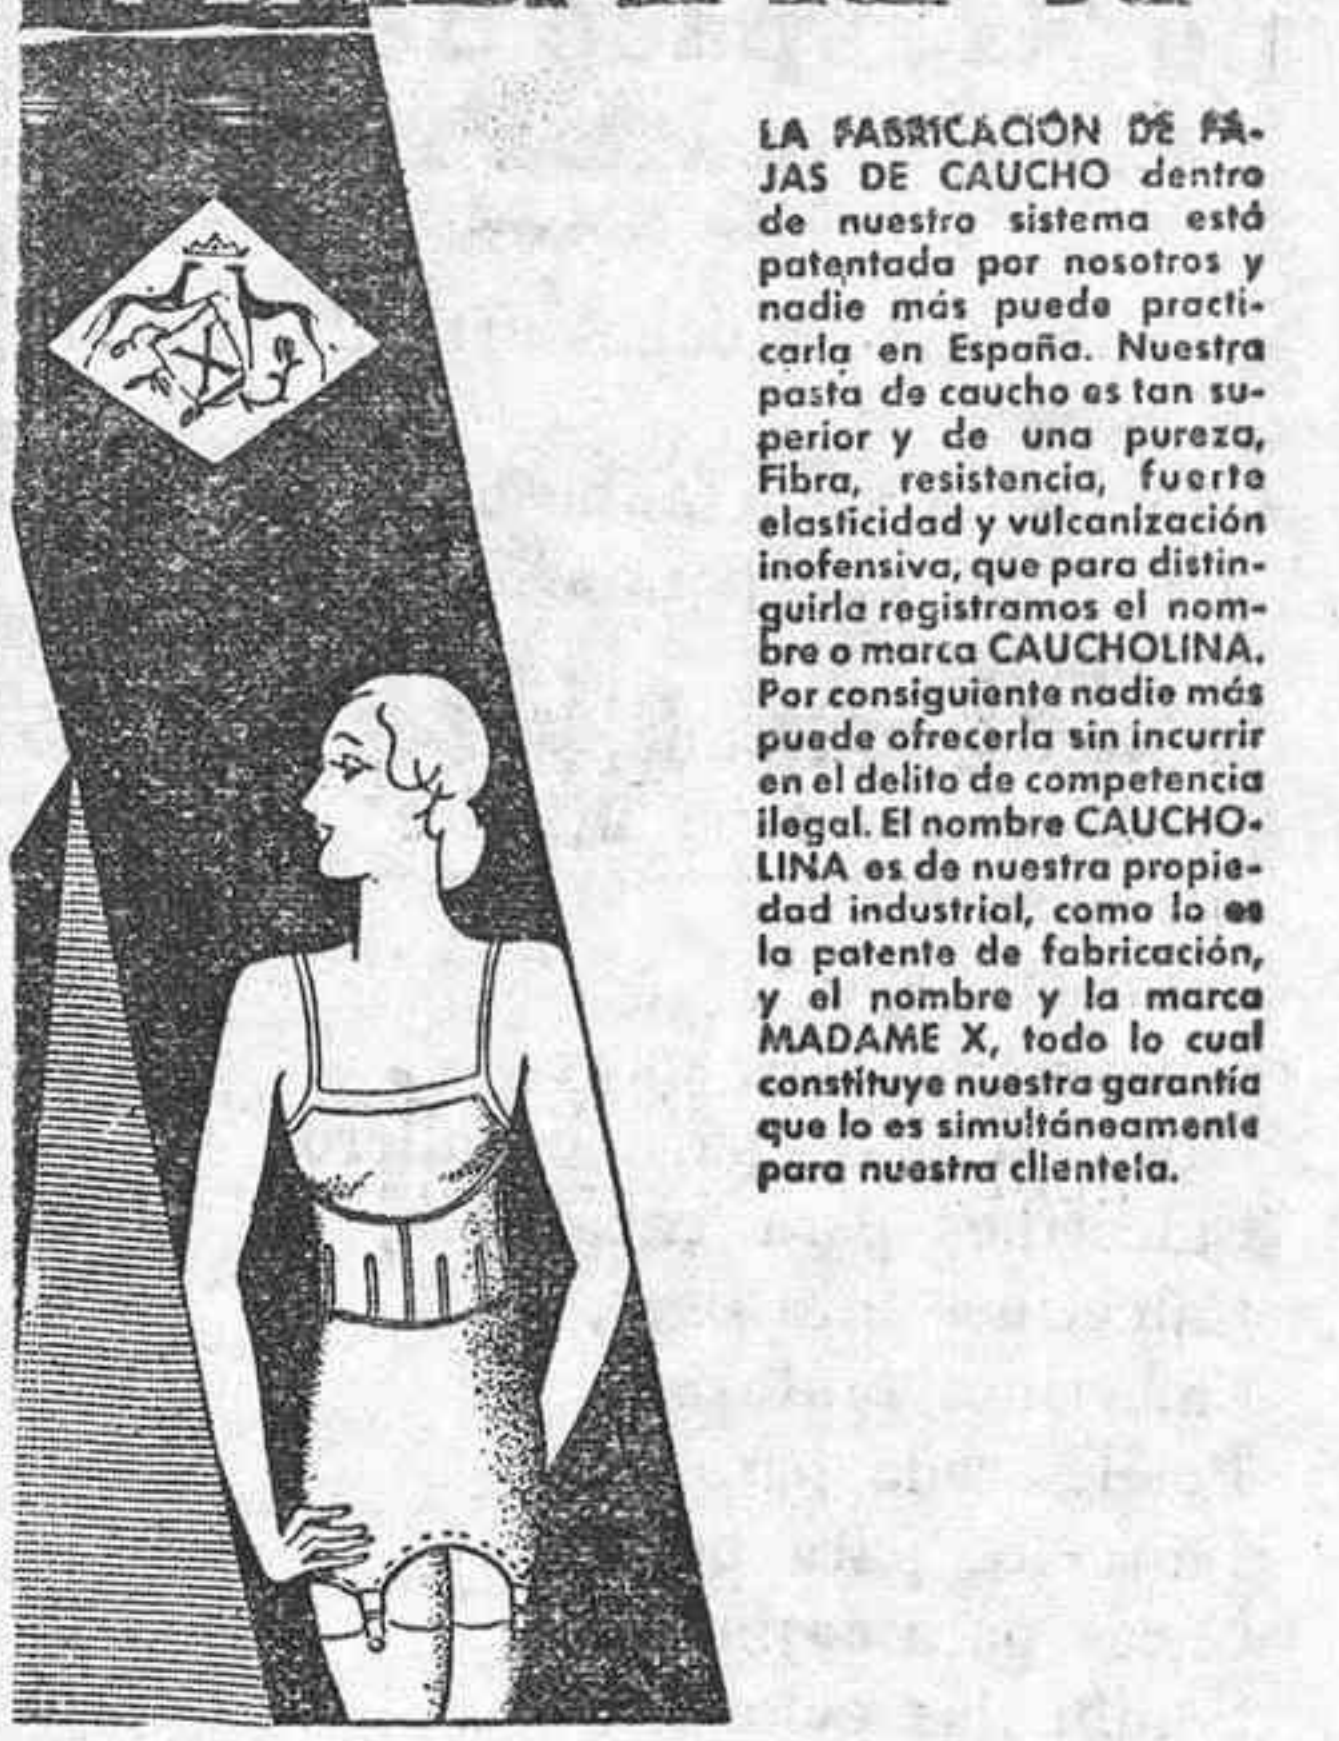 LA FABRICACIÓN DE FA-
JAS DE CAUCHO dentro
de nuestro sistema está
patentada por nosotros y
nadie más puede practi-
carla en España. Nuestra
pasta de caucho es tan su-
perior y de una pureza,
Fibra, resistencia, fuerte
elasticidad y vulcanización
inofensiva, que para distin-
guirla registramos el nom-
bre o marca CAUCHOLINA.
Por consiguiente nadie más
puede ofrecerla sin incurrir
en el delito de competencia
ilegal. El nombre CAUCHO-
LINA es de nuestra propie-
dad industrial, como lo es
la patente de fabricación,
y el nombre y la marca
MADAME X, todo lo cual
constituye nuestra garantía
que lo es simultáneamente
para nuestra clientela.
X